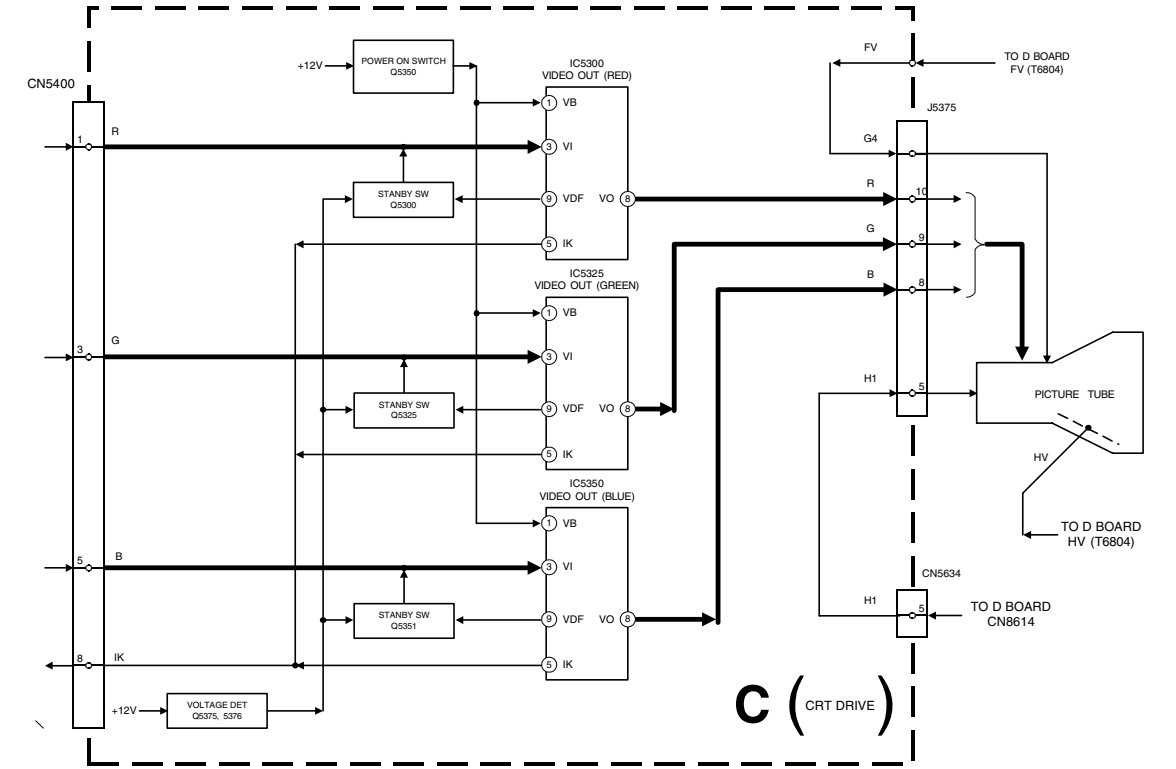 CN5400
+12V
POWER ON SWITCH
Q5350
IC5300
VIDEO OUT (RED)
1 VB
3 VI
9 VDF
VO 8
5 IK
1
R
STANBY SW
Q5300
IC5325
VIDEO OUT (GREEN)
1 VB
3 VI
9 VDF
VO 8
5 IK
3
G
STANBY SW
Q5325
IC5350
VIDEO OUT (BLUE)
1 VB
3 VI
9 VDF
VO 8
5 IK
5
B
STANBY SW
Q5351
8
IK
+12V
VOLTAGE DET
Q5375, 5376
FV
TO D BOARD
FV (T6804)
J5375
G4
R
10
G
9
B
8
H1
5
PICTURE TUBE
HV
TO D BOARD
HV (T6804)
CN5634
H1
5
TO D BOARD
CN8614
C (CRT DRIVE)